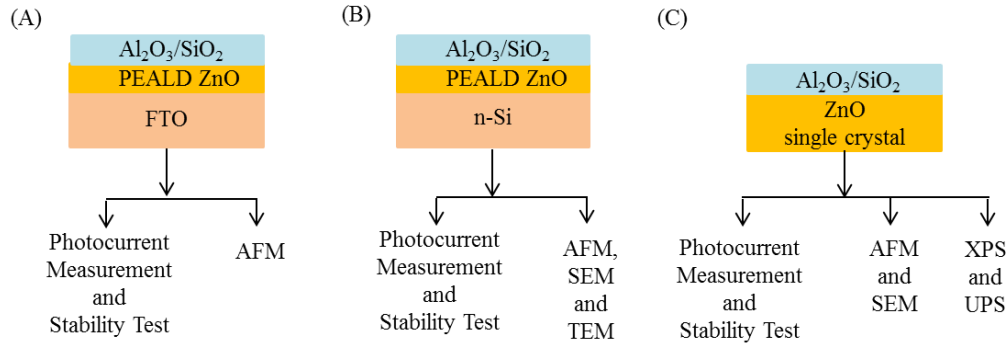 (A)
Al₂O₃/SiO₂
PEALD ZnO
FTO
Photocurrent
Measurement
and
Stability Test
AFM
(B)
Al₂O₃/SiO₂
PEALD ZnO
n-Si
Photocurrent
Measurement
and
Stability Test
AFM,
SEM
and
TEM
(C)
Al₂O₃/SiO₂
ZnO
single crystal
Photocurrent
Measurement
and
Stability Test
AFM
and
SEM
XPS
and
UPS